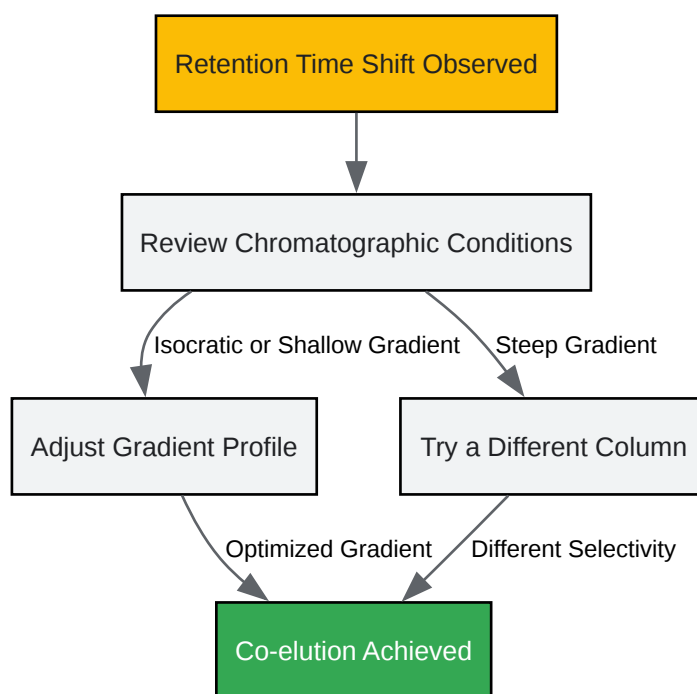 Retention Time Shift Observed
Review Chromatographic Conditions
Isocratic or Shallow Gradient
Steep Gradient
Adjust Gradient Profile
Try a Different Column
Optimized Gradient
Different Selectivity
Co-elution Achieved